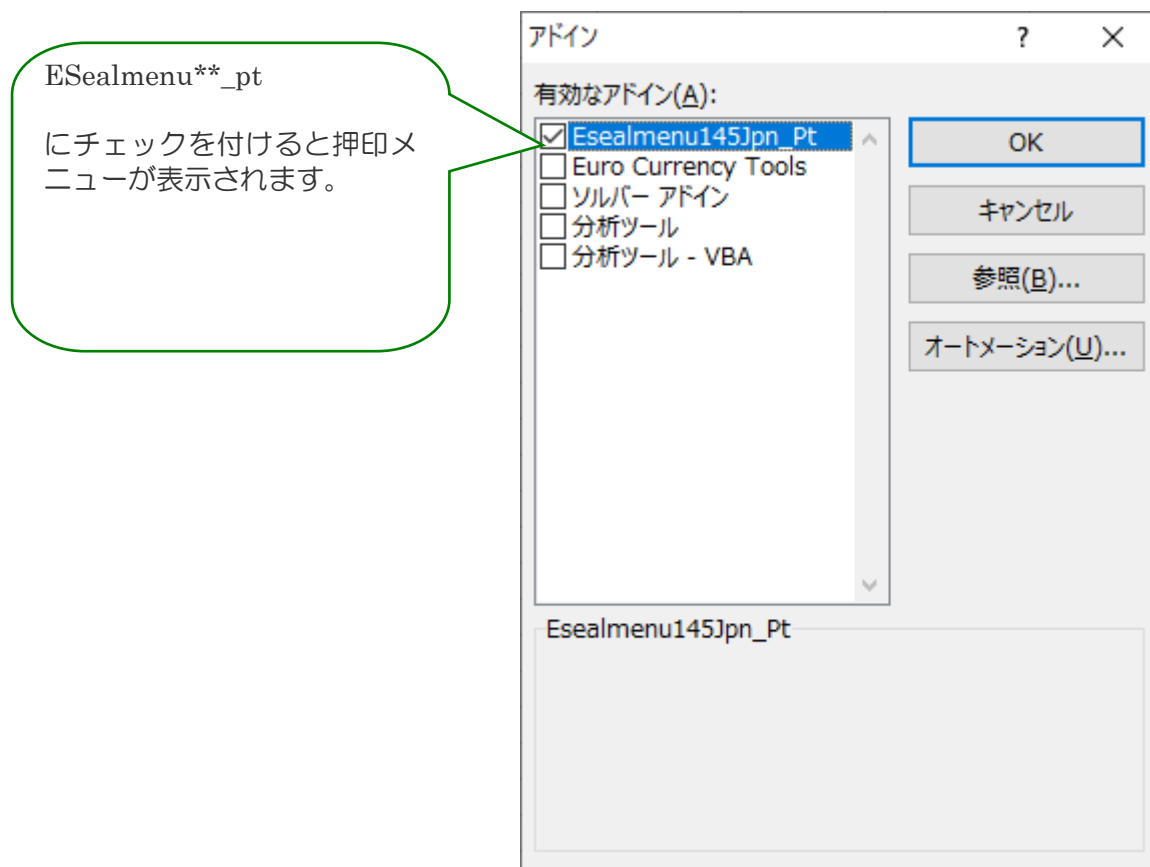 ESealmenu**_pt
にチェックを付けると押印メ
ニューが表示されます。
アドイン
?
有効なアドイン(A):
Esealmenu145Jpn_Pt
Euro Currency Tools
ソルバー アドイン
分析ツール
分析ツール - VBA
OK
キャンセル
参照(B)...
オートメーション(U)...
Esealmenu145Jpn_Pt